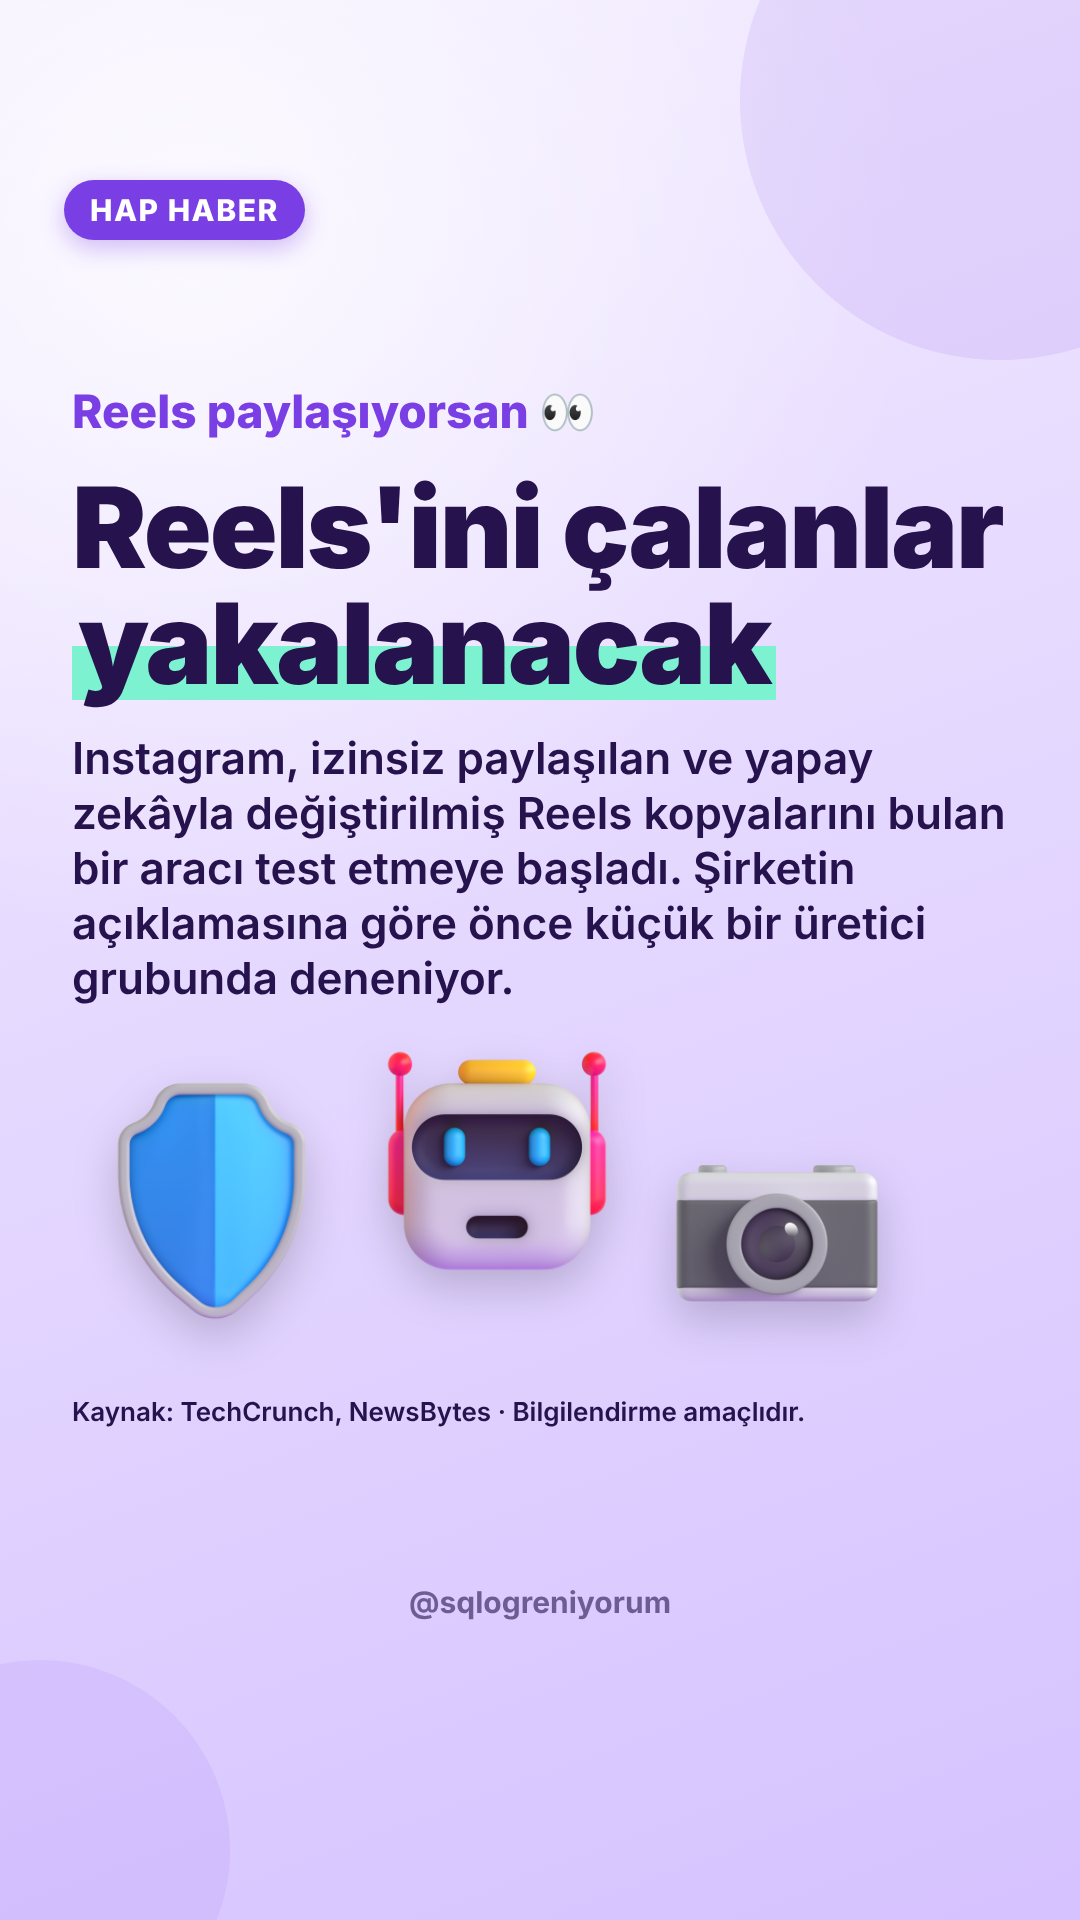 HAP HABER
Reels paylaşıyorsan 👀
Reels'ini çalanlar
yakalanacak
Instagram, izinsiz paylaşılan ve yapay
zekâyla değiştirilmiş Reels kopyalarını bulan
bir aracı test etmeye başladı. Şirketin
açıklamasına göre önce küçük bir üretici
grubunda deneniyor.
Kaynak: TechCrunch, NewsBytes · Bilgilendirme amaçlıdır.
@sqlogreniyorum